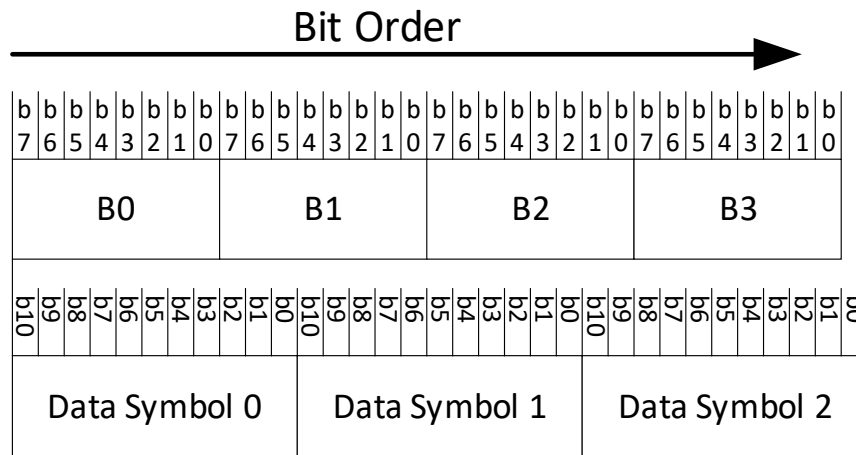 Bit Order
b7 b6 b5 b4 b3 b2 b1 b0 b7 b6 b5 b4 b3 b2 b1 b0 b7 b6 b5 b4 b3 b2 b1 b0 b7 b6 b5 b4 b3 b2 b1 b0
B0 B1 B2 B3
b10 b9 b8 b7 b6 b5 b4 b3 b2 b1 b0 b10 b9 b8 b7 b6 b5 b4 b3 b2 b1 b0 b10 b9 b8 b7 b6 b5 b4 b3 b2 b1 b0
Data Symbol 0 Data Symbol 1 Data Symbol 2